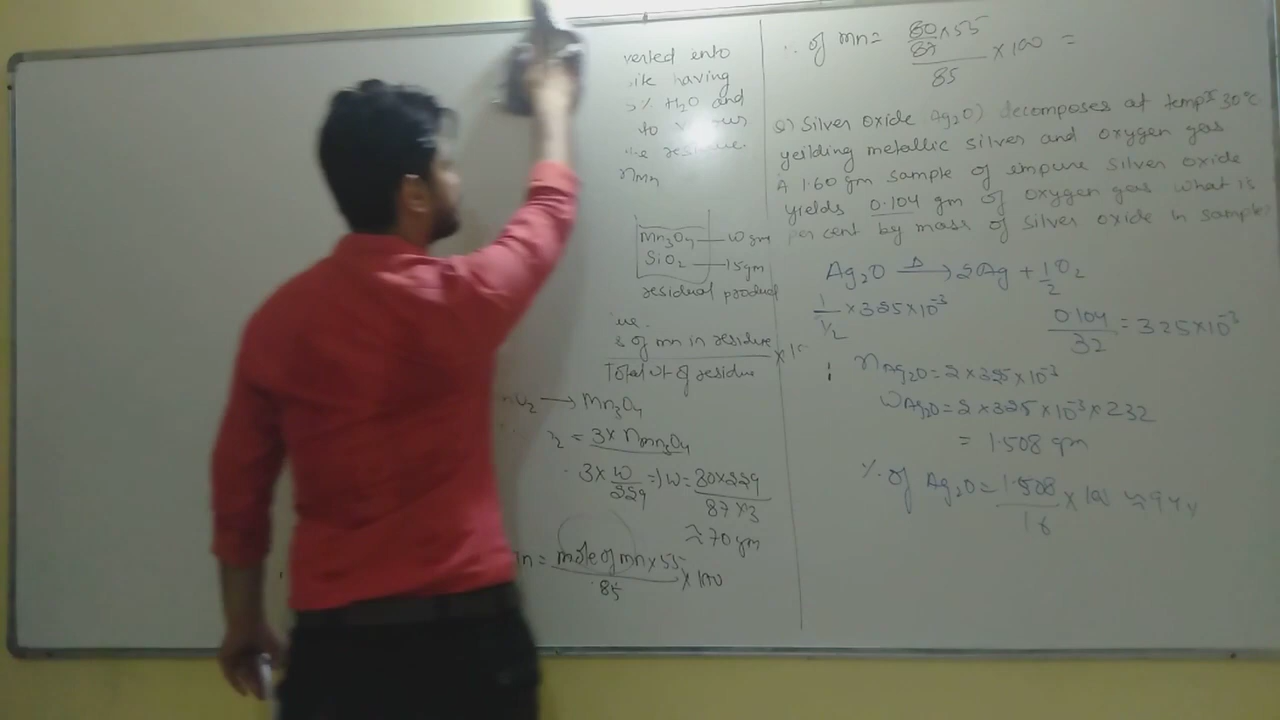 verted into
having
% H₂O and
to
residue.
nMn
Mn₃O₄ — 10 gm
SiO₂ — 15gm
residual product
of mn in residue
Total wt of residue
O₂ → Mn₃O₄
= 3× nmn₃O₄
3× w/229 =) w = 80×229/87×3
≈ 70 gm
n = mole of mn×55/85 × 100
∴ of mn = 80×55/87/85 ×100 =
Q) Silver oxide Ag₂O) decomposes at temp 30°C
yeilding metallic silver and oxygen gas
A 1.60 gm sample of impure silver oxide
yields 0.104 gm of oxygen gas what is
per cent by mass of silver oxide in sample?
Ag₂O —Δ→ 2Ag + 1/2 O₂
1/1/2 × 325×10⁻³
0.104/32 = 325×10⁻³
nAg₂O = 2×325×10⁻³
WAg₂O = 2×325×10⁻³×232
= 1.508 gm
% of Ag₂O = 1.508/1.6 × 100 ≈ 94%